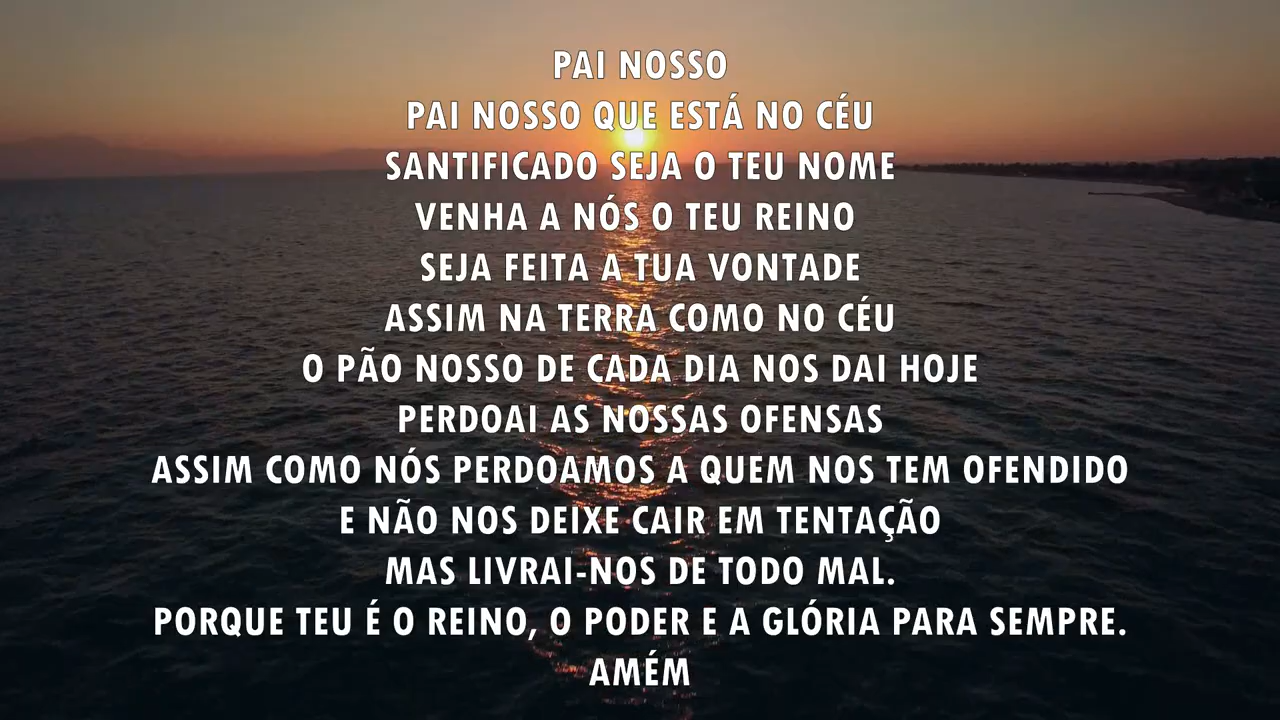 PAI NOSSO
PAI NOSSO QUE ESTÁ NO CÉU
SANTIFICADO SEJA O TEU NOME
VENHA A NÓS O TEU REINO
SEJA FEITA A TUA VONTADE
ASSIM NA TERRA COMO NO CÉU
O PÃO NOSSO DE CADA DIA NOS DAI HOJE
PERDOAI AS NOSSAS OFENSAS
ASSIM COMO NÓS PERDOAMOS A QUEM NOS TEM OFENDIDO
E NÃO NOS DEIXE CAIR EM TENTAÇÃO
MAS LIVRAI-NOS DE TODO MAL.
PORQUE TEU É O REINO, O PODER E A GLÓRIA PARA SEMPRE.
AMÉM